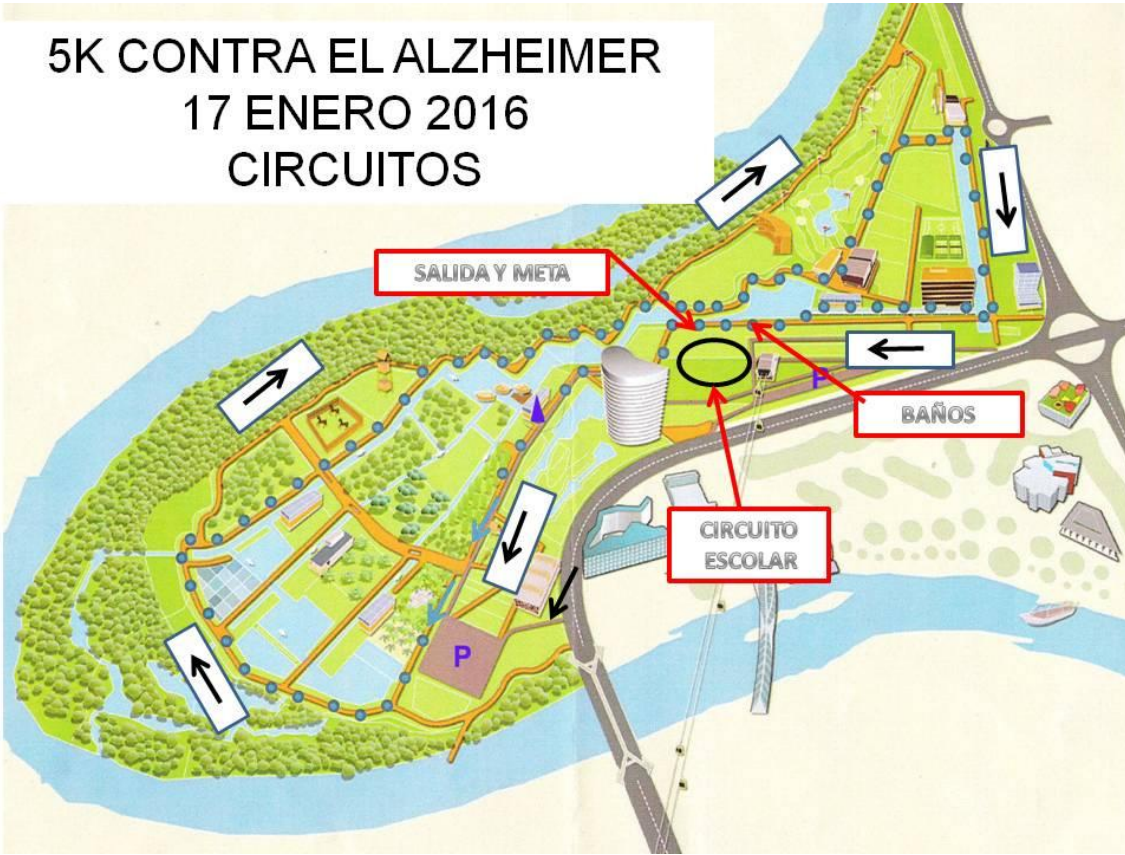 5K CONTRA EL ALZHEIMER
17 ENERO 2016
CIRCUITOS
SALIDA Y META
P
BAÑOS
CIRCUITO
ESCOLAR
P